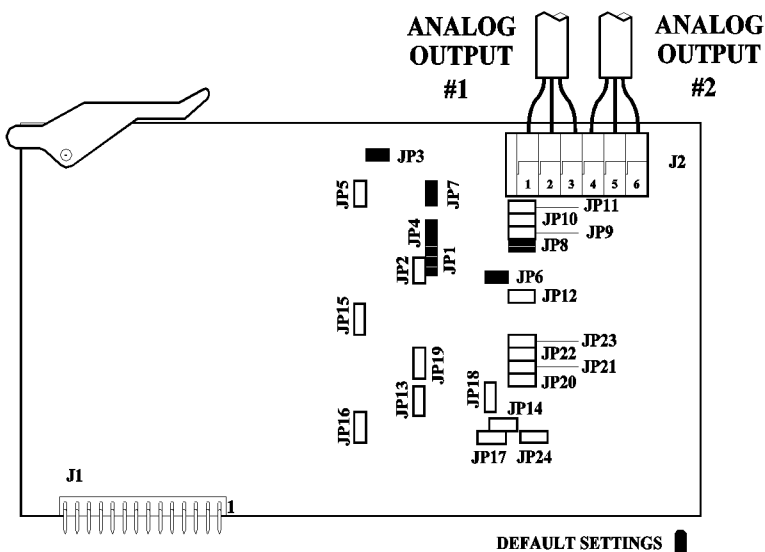 ANALOG OUTPUT #1
ANALOG OUTPUT #2
J2
1 2 3 4 5 6
JP3
JP5
JP7
JP4
JP2
JP1
JP11
JP10
JP9
JP8
JP6
JP12
JP15
JP19
JP13
JP16
JP18
JP23
JP22
JP21
JP20
JP14
JP17
JP24
J1
1
DEFAULT SETTINGS